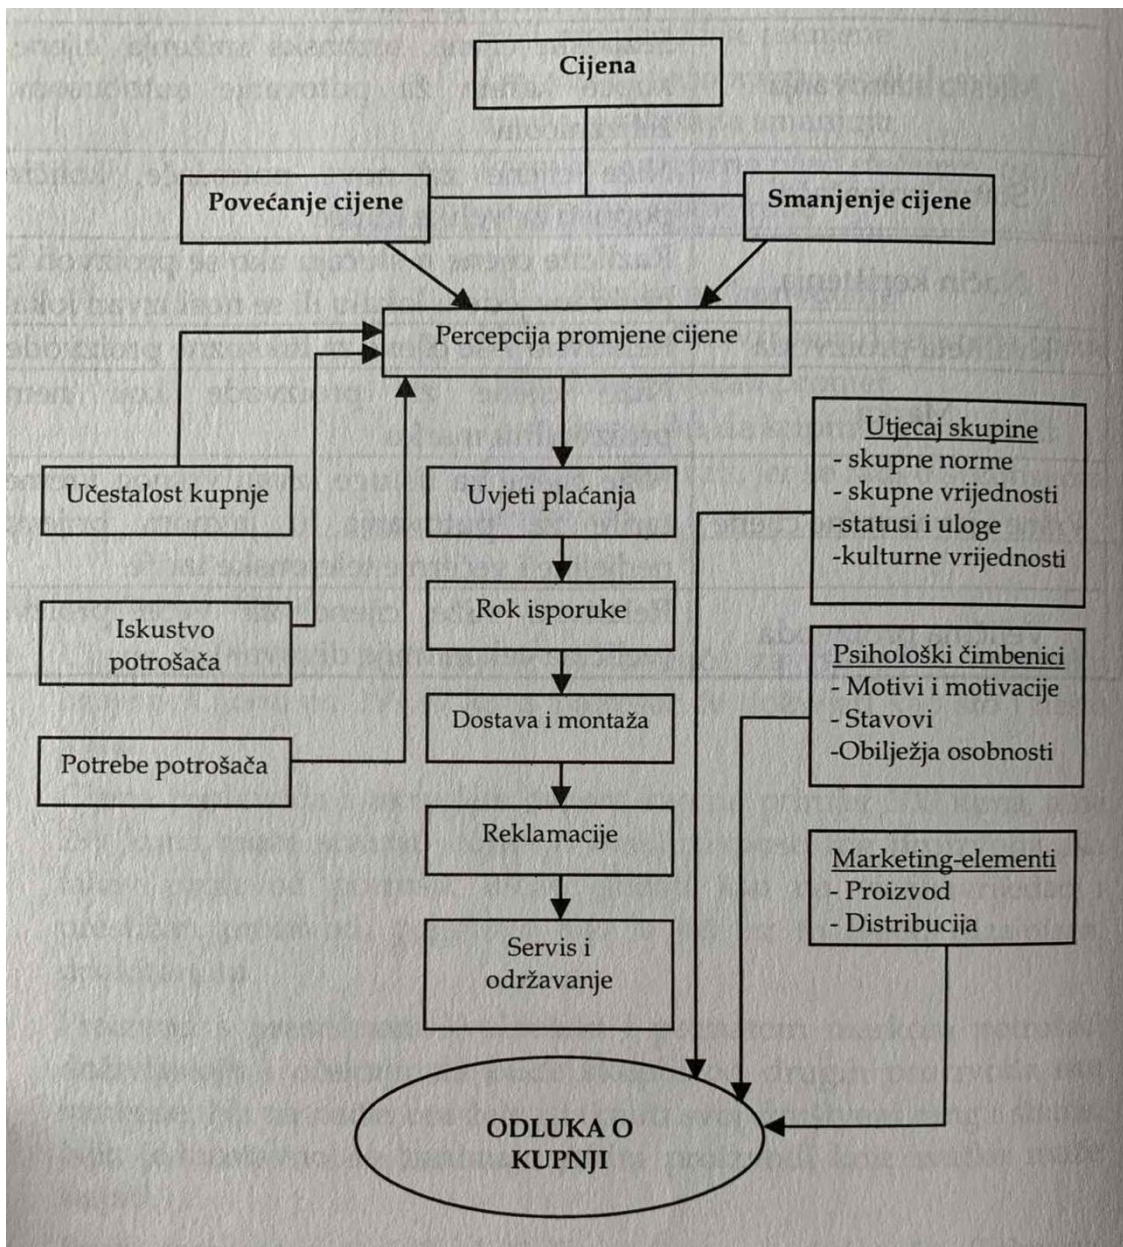 Cijena
Povećanje cijene
Smanjenje cijene
Percepcija promjene cijene
Učestalost kupnje
Iskustvo
potrošača
Potrebe potrošača
Uvjeti plaćanja
Rok isporuke
Dostava i montaža
Reklamacije
Servis i
održavanje
Utjecaj skupine
- skupne norme
- skupne vrijednosti
-statusi i uloge
-kulturne vrijednosti
Psihološki čimbenici
- Motivi i motivacije
- Stavovi
-Obilježja osobnosti
Marketing-elementi
- Proizvod
- Distribucija
ODLUKA O
KUPNJI